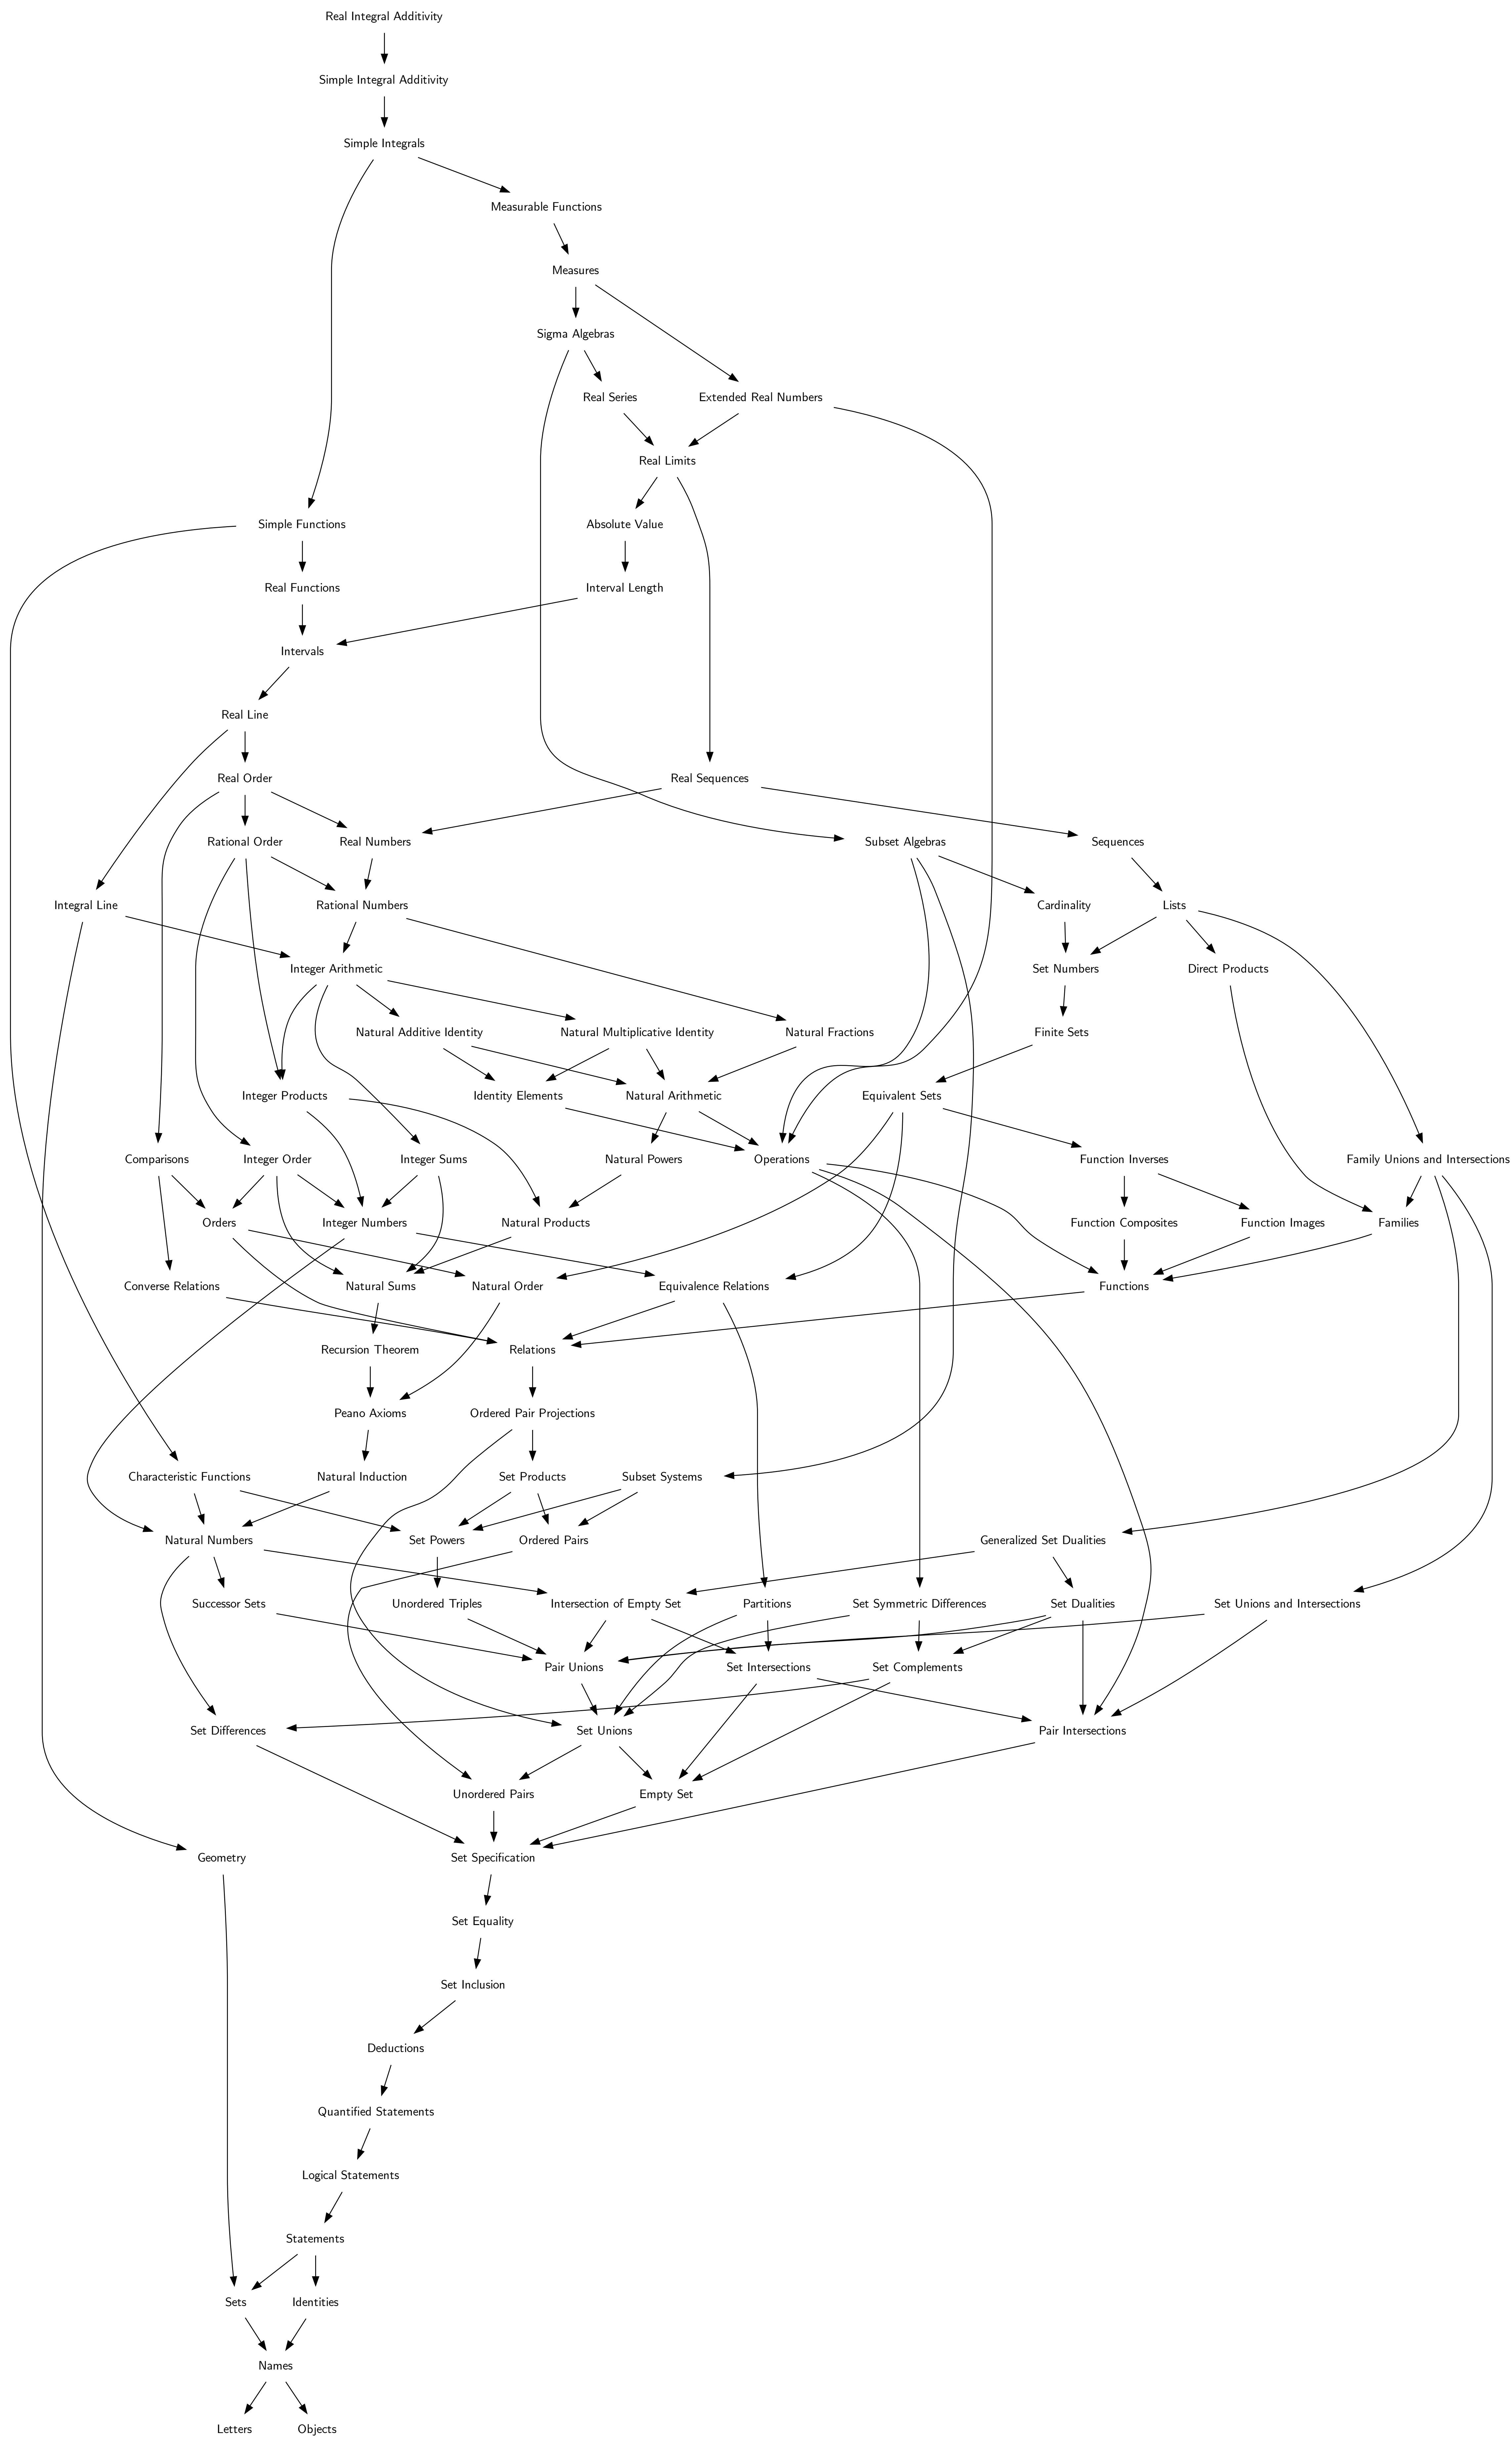 Real Integral Additivity
Simple Integral Additivity
Simple Integrals
Measurable Functions
Measures
Sigma Algebras
Real Series
Extended Real Numbers
Real Limits
Simple Functions
Absolute Value
Real Functions
Interval Length
Intervals
Real Line
Real Order
Real Sequences
Rational Order
Real Numbers
Subset Algebras
Sequences
Integral Line
Rational Numbers
Cardinality
Lists
Integer Arithmetic
Set Numbers
Direct Products
Natural Additive Identity
Natural Multiplicative Identity
Natural Fractions
Finite Sets
Integer Products
Identity Elements
Natural Arithmetic
Equivalent Sets
Comparisons
Integer Order
Integer Sums
Natural Powers
Operations
Function Inverses
Family Unions and Intersections
Orders
Integer Numbers
Natural Products
Function Composites
Function Images
Families
Converse Relations
Natural Sums
Natural Order
Equivalence Relations
Functions
Recursion Theorem
Relations
Peano Axioms
Ordered Pair Projections
Characteristic Functions
Natural Induction
Set Products
Subset Systems
Natural Numbers
Set Powers
Ordered Pairs
Generalized Set Dualities
Successor Sets
Unordered Triples
Intersection of Empty Set
Partitions
Set Symmetric Differences
Set Dualities
Set Unions and Intersections
Pair Unions
Set Intersections
Set Complements
Set Differences
Set Unions
Pair Intersections
Unordered Pairs
Empty Set
Geometry
Set Specification
Set Equality
Set Inclusion
Deductions
Quantified Statements
Logical Statements
Statements
Sets
Identities
Names
Letters
Objects